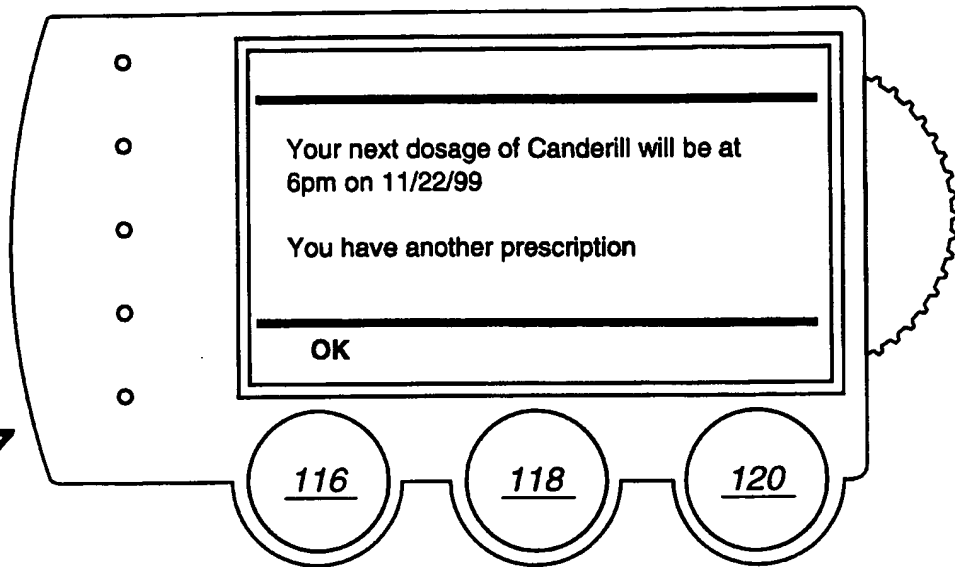 Your next dosage of Canderill will be at
6pm on 11/22/99
You have another prescription
OK
116 118 120